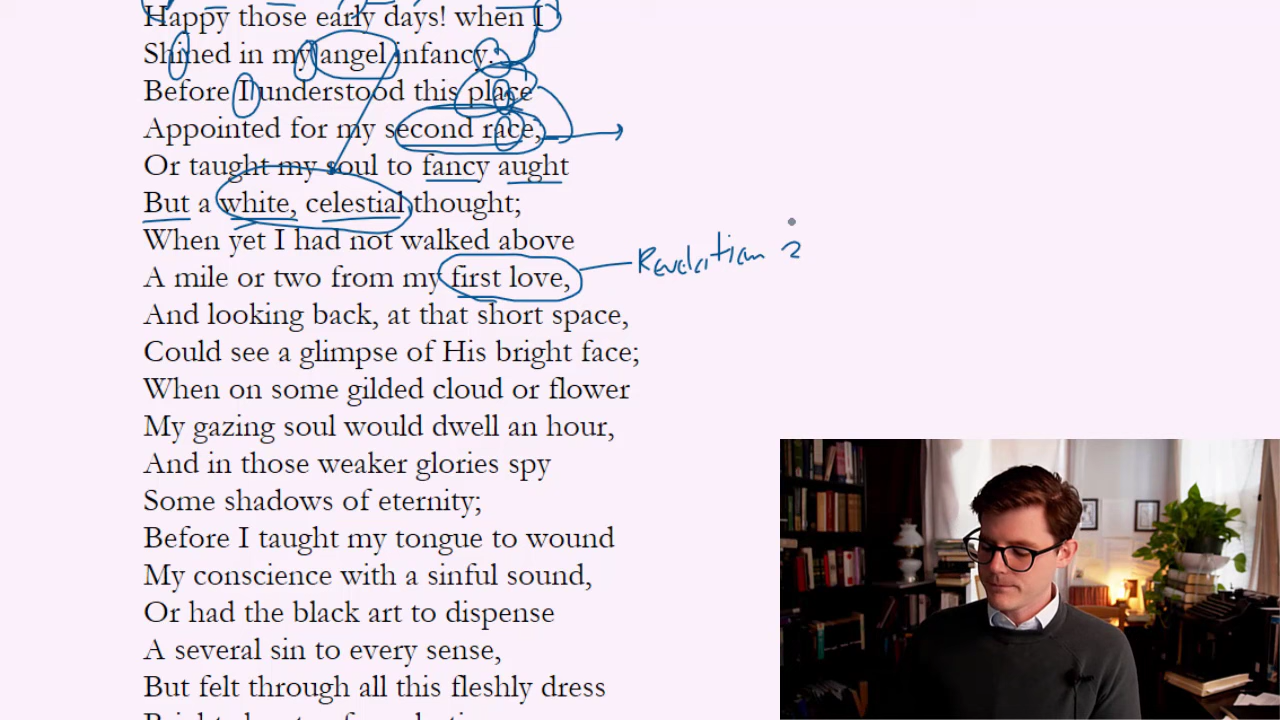 Happy those early days! when I
Shined in my angel infancy.
Before I understood this place
Appointed for my second race,
Or taught my soul to fancy aught
But a white, celestial thought;
When yet I had not walked above
A mile or two from my first love,
Revelation 2
And looking back, at that short space,
Could see a glimpse of His bright face;
When on some gilded cloud or flower
My gazing soul would dwell an hour,
And in those weaker glories spy
Some shadows of eternity;
Before I taught my tongue to wound
My conscience with a sinful sound,
Or had the black art to dispense
A several sin to every sense,
But felt through all this fleshly dress